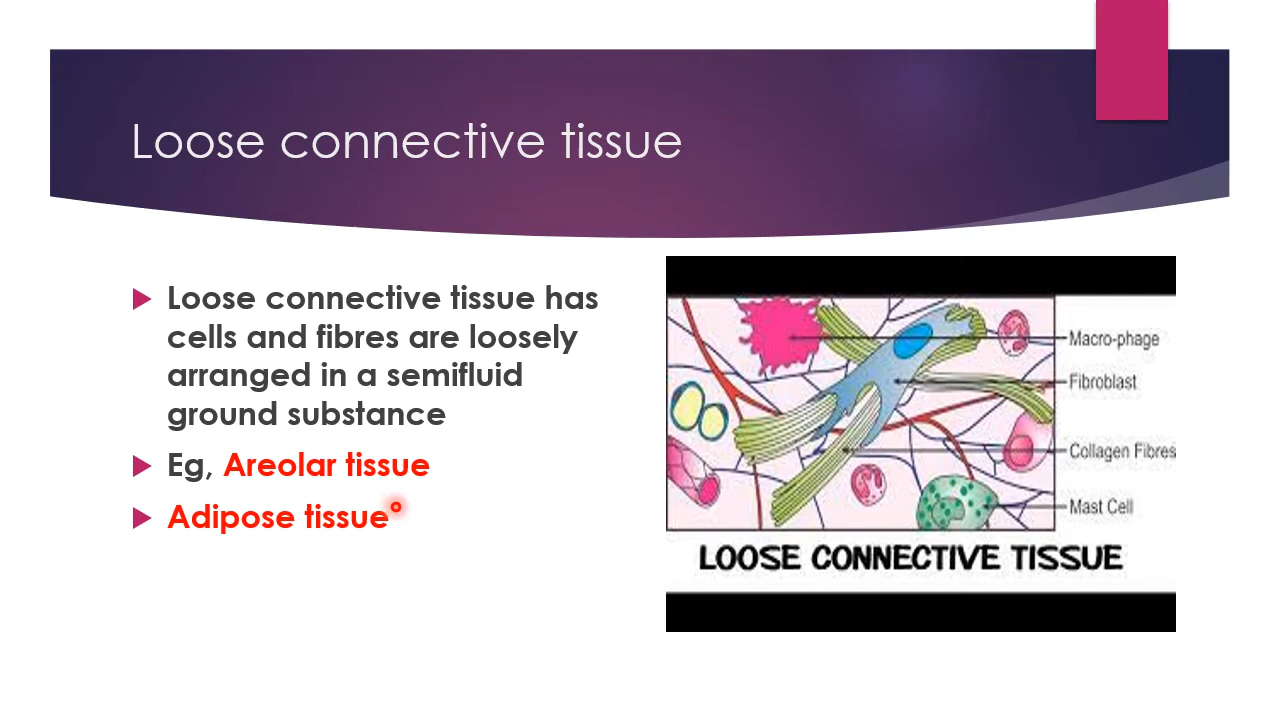 Loose connective tissue
Loose connective tissue has
cells and fibres are loosely
arranged in a semifluid
ground substance
Eg, Areolar tissue
Adipose tissue
Macro-phage
Fibroblast
Collagen Fibres
Mast Cell
LOOSE CONNECTIVE TISSUE